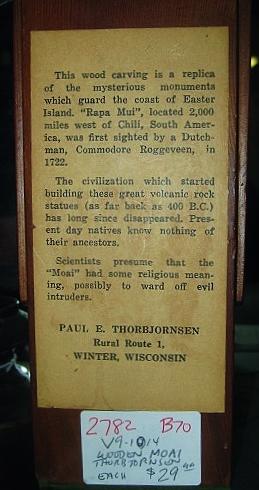 This wood carving is a replica
of the mysterious monuments
which guard the coast of Easter
Island. "Rapa Mui", located 2,000
miles west of Chili, South Amer-
ica, was first sighted by a Dutch-
man, Commodore Roggeveen, in
1722.
The civilization which started
building these great volcanic rock
statues (as far back as 400 B.C.)
has long since disappeared. Pres-
ent day natives know nothing of
their ancestors.
Scientists presume that the
"Moai" had some religious mean-
ing, possibly to ward off evil
intruders.
PAUL E. THORBJORNSEN
Rural Route 1,
WINTER, WISCONSIN
2782 B70
V9-1014
WOODEN MOAI
THORBJORNSEN
EACH $29.00